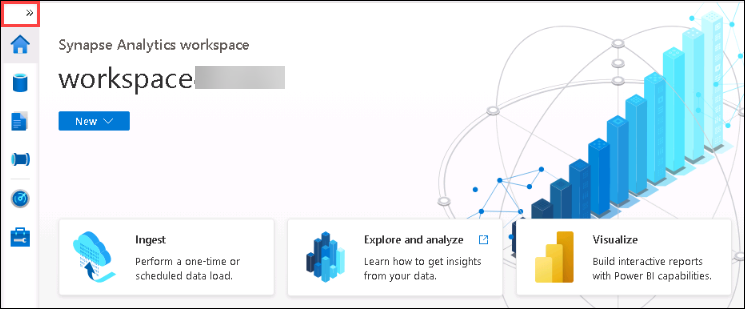 »
Synapse Analytics workspace
workspace
New
Ingest
Perform a one-time or
scheduled data load.
Explore and analyze
Learn how to get insights
from your data.
Visualize
Build interactive reports
with Power BI capabilities.